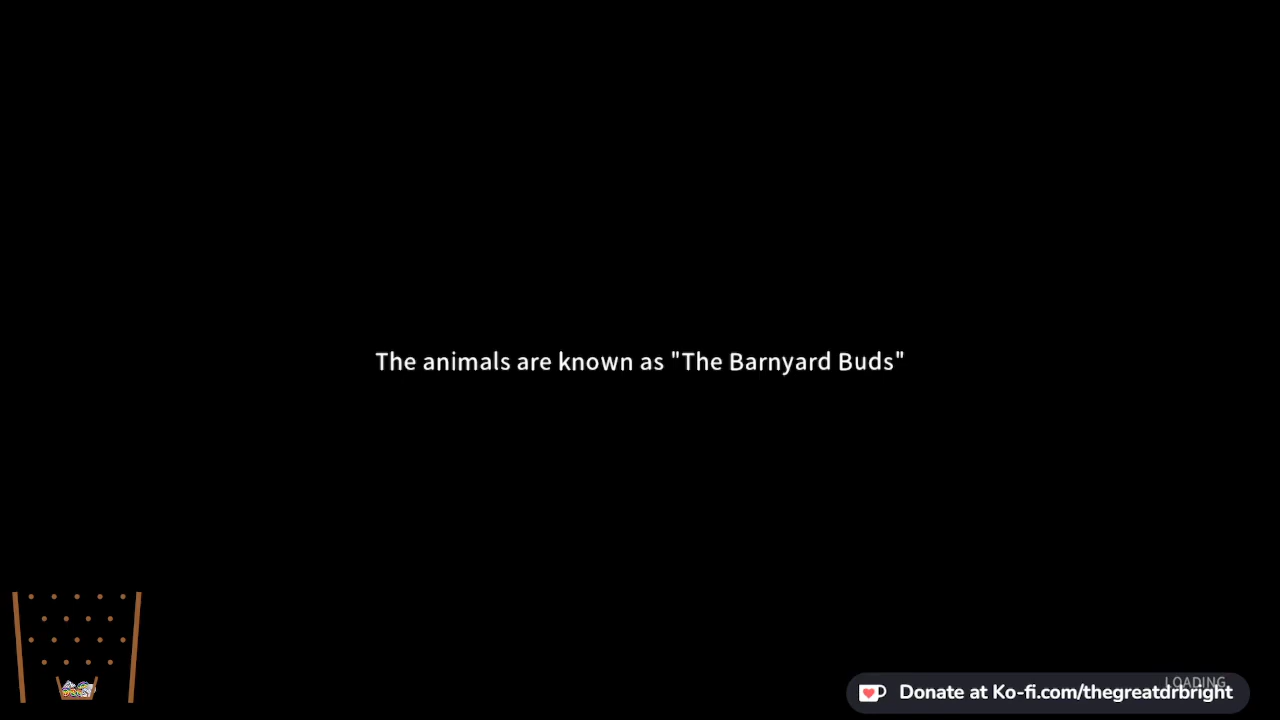 The animals are known as "The Barnyard Buds"
LOADING
Donate at Ko-fi.com/thegreatdrbright